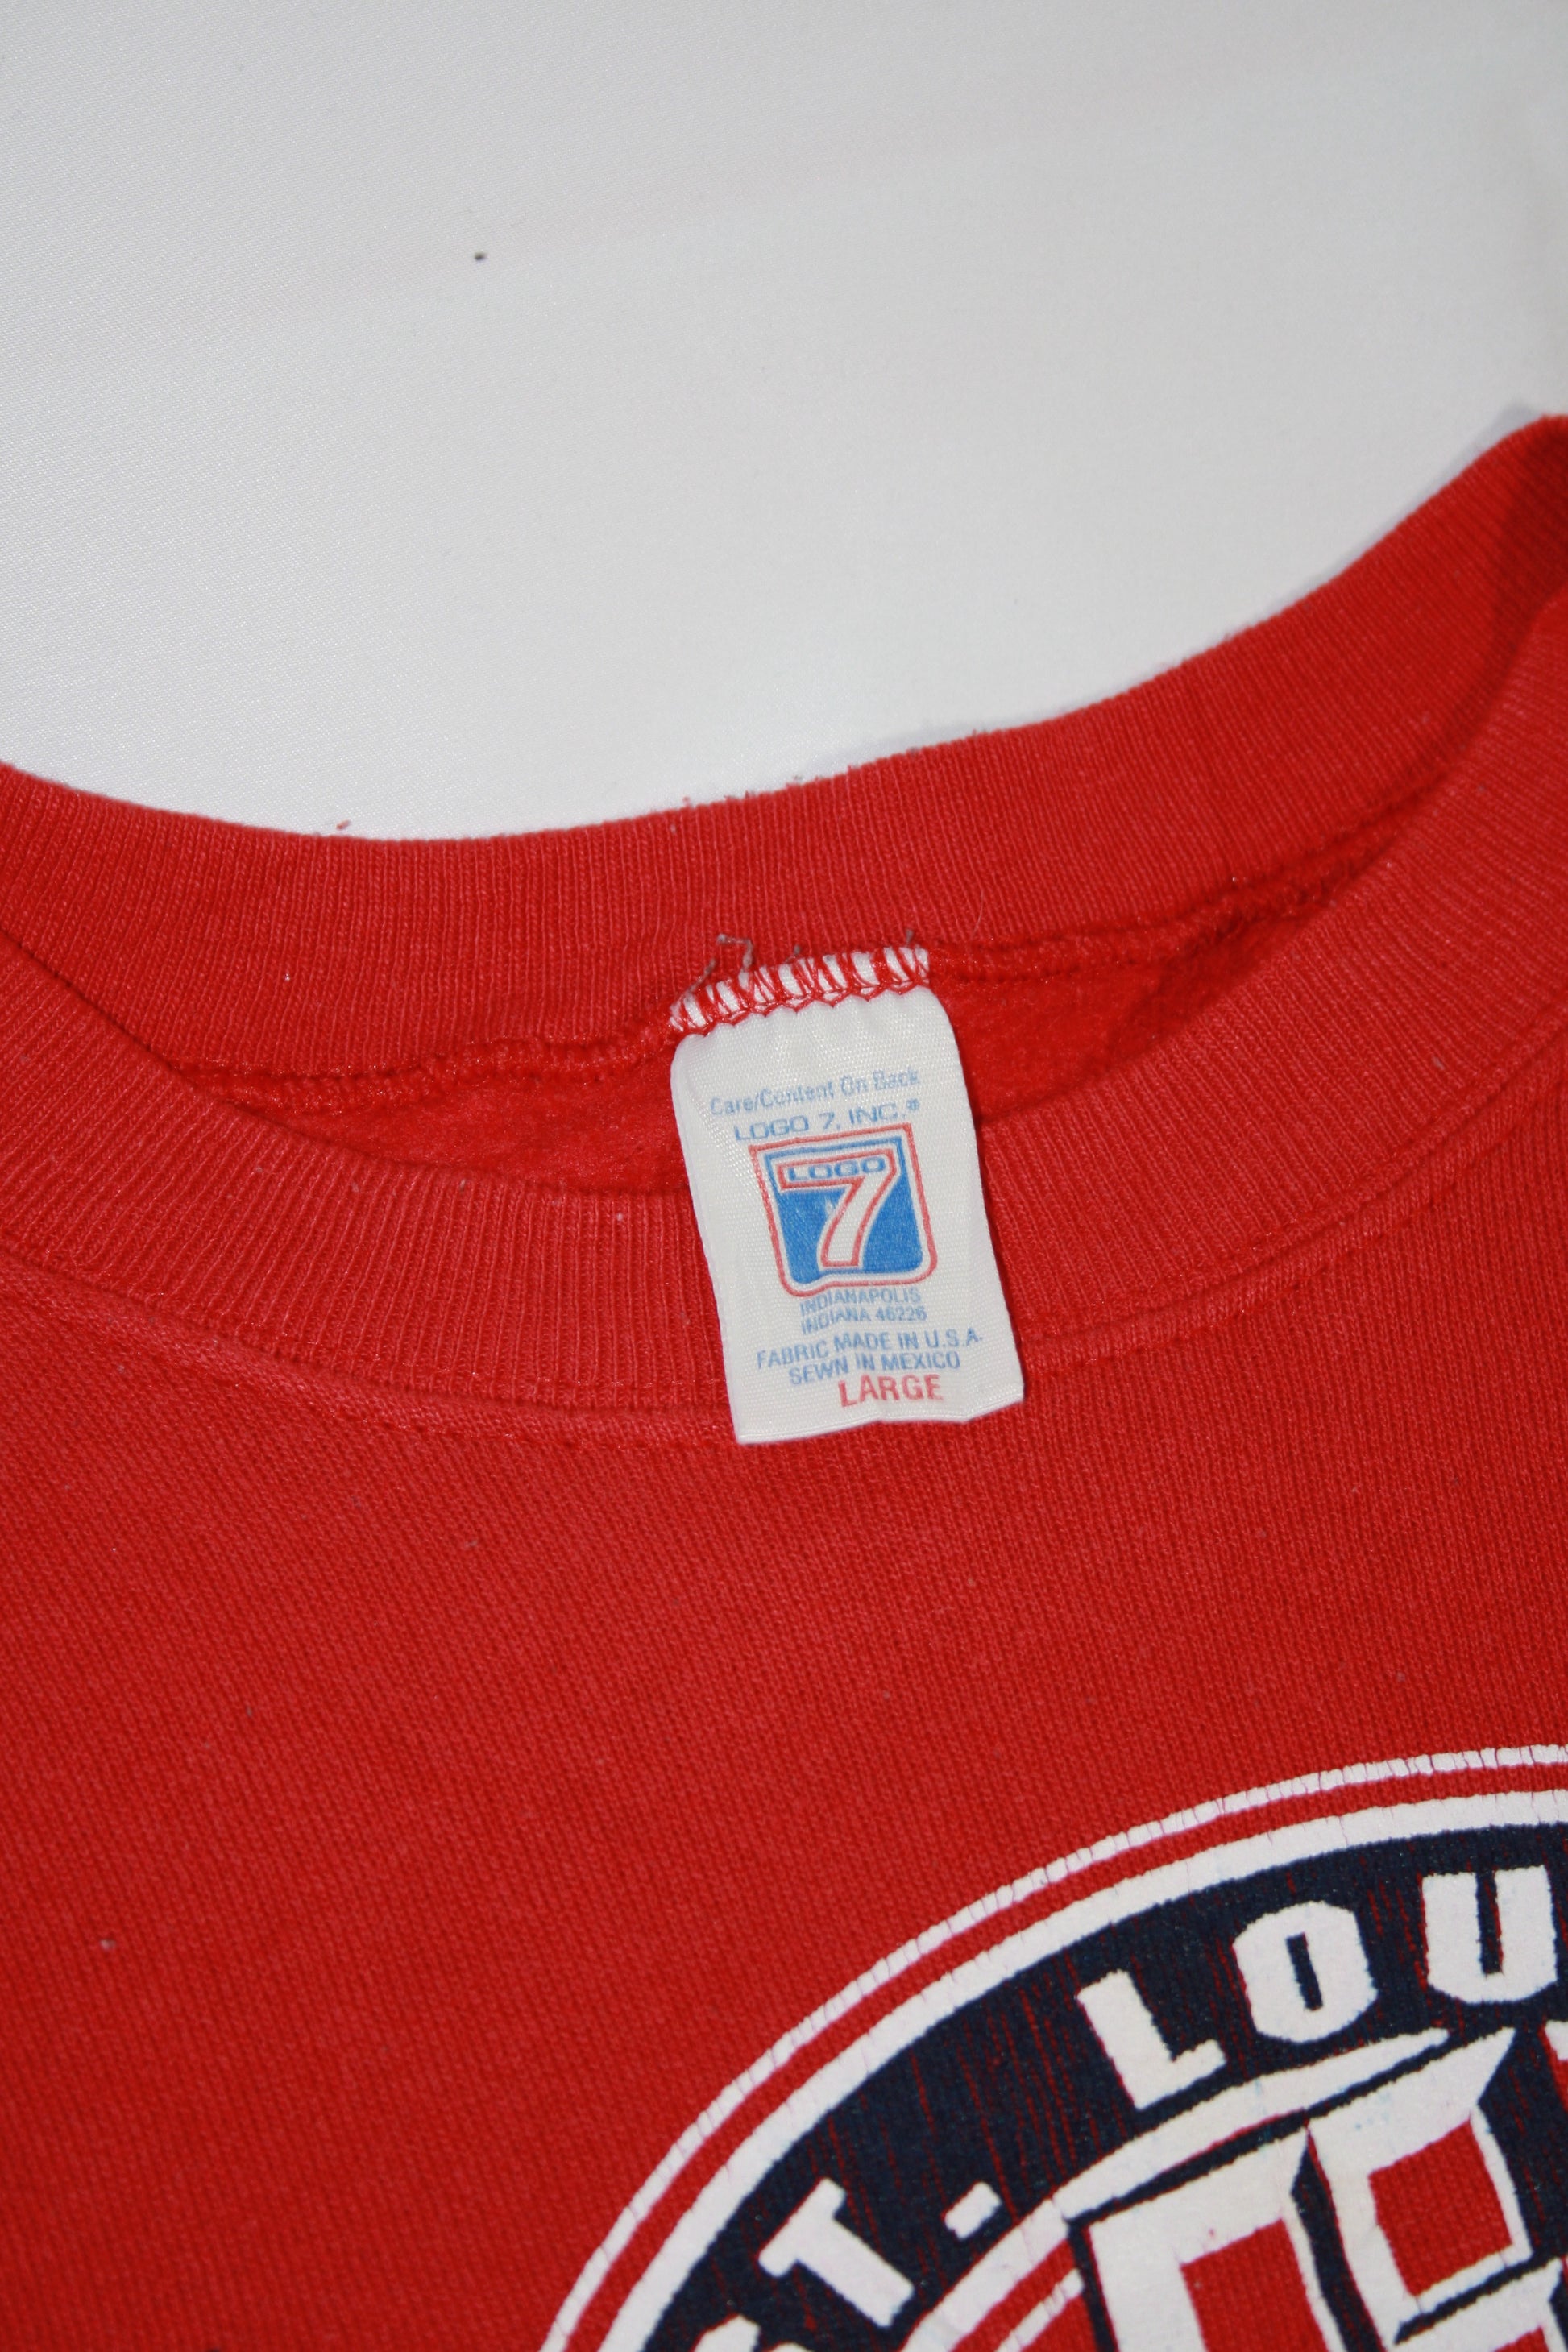 Care/Content On Back
LOGO 7, INC.®
LOGO
7
INDIANAPOLIS
INDIANA 46226
FABRIC MADE IN U.S.A.
SEWN IN MEXICO
LARGE
T. LOU